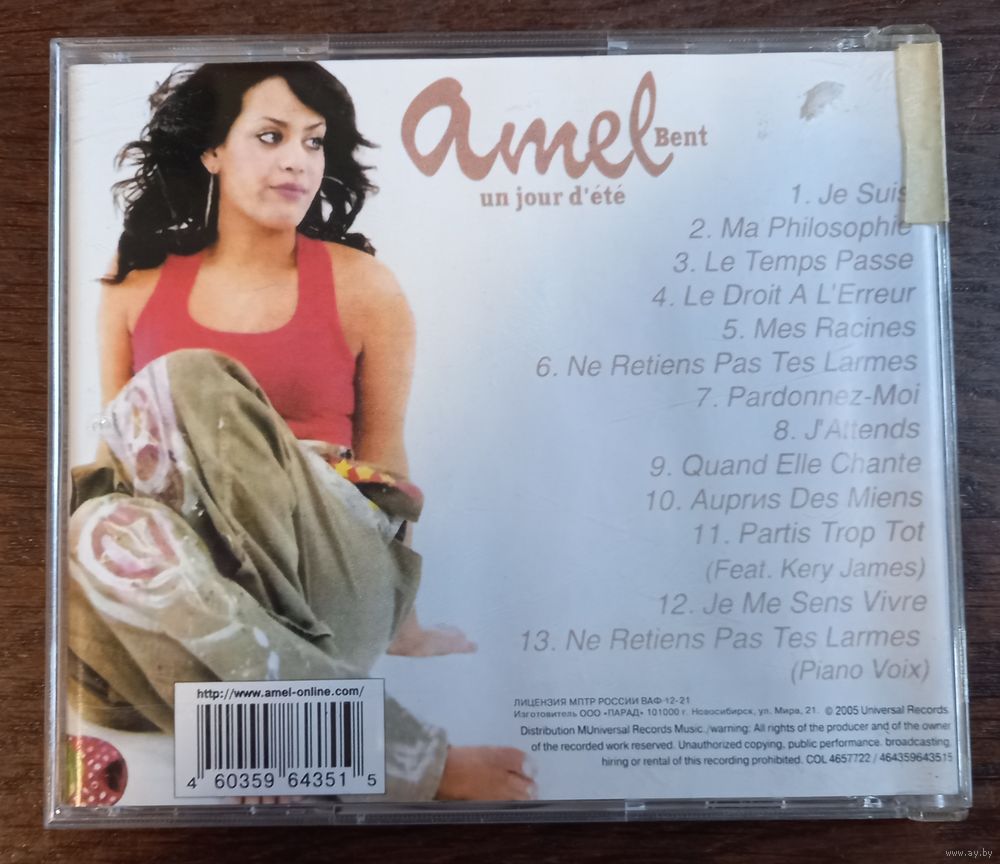 amel
Bent
un jour d'été
1. Je Suis
2. Ma Philosophie
3. Le Temps Passe
4. Le Droit A L'Erreur
5. Mes Racines
6. Ne Retiens Pas Tes Larmes
7. Pardonnez-Moi
8. J'Attends
9. Quand Elle Chante
10. Auprиs Des Miens
11. Partis Trop Tot
(Feat. Kery James)
12. Je Me Sens Vivre
13. Ne Retiens Pas Tes Larmes
(Piano Voix)
http://www.amel-online.com/
4 60359 64351 5
ЛИЦЕНЗИЯ МПТР РОССИИ ВАФ-12-21
Изготовитель ООО «ПАРАД» 101000 г. Новосибирск, ул. Мира, 21. © 2005 Universal Records
Distribution MUniversal Records Music./warning: All rights of the producer and of the owner
of the recorded work reserved. Unauthorized copying, public performance. broadcasting
hiring or rental of this recording prohibited. COL 4657722 / 464359643515
www.ay.by